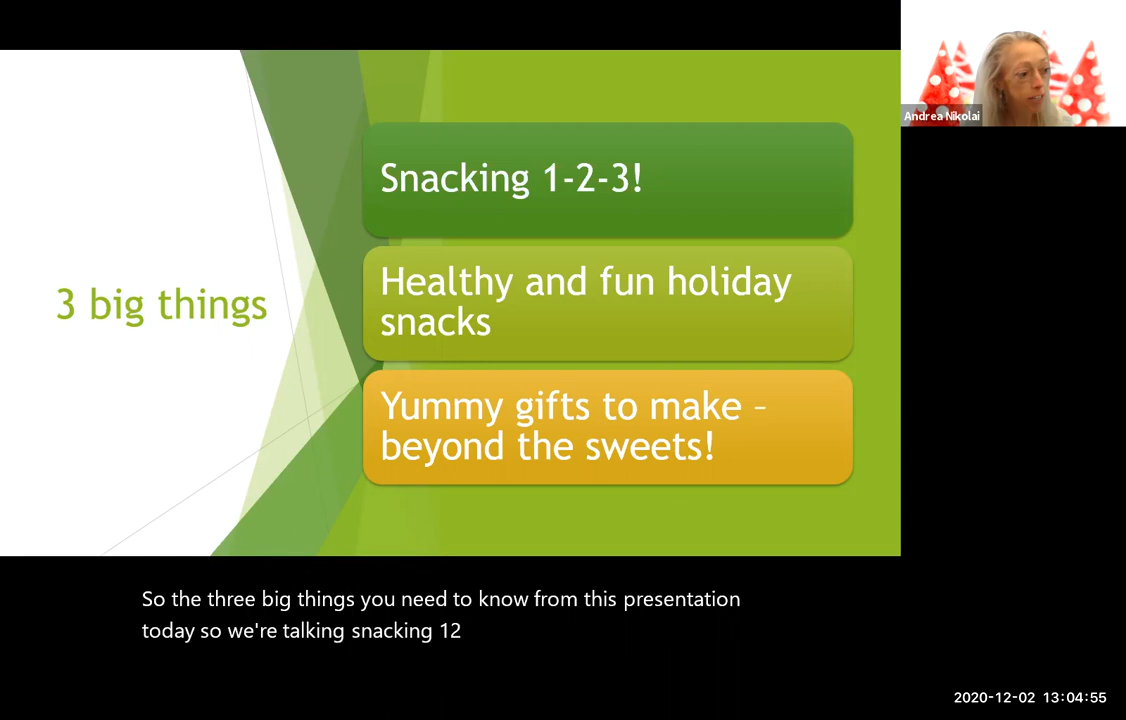 Andrea Nikolai
3 big things
Snacking 1-2-3!
Healthy and fun holiday
snacks
Yummy gifts to make –
beyond the sweets!
So the three big things you need to know from this presentation
today so we're talking snacking 12
2020-12-02 13:04:55